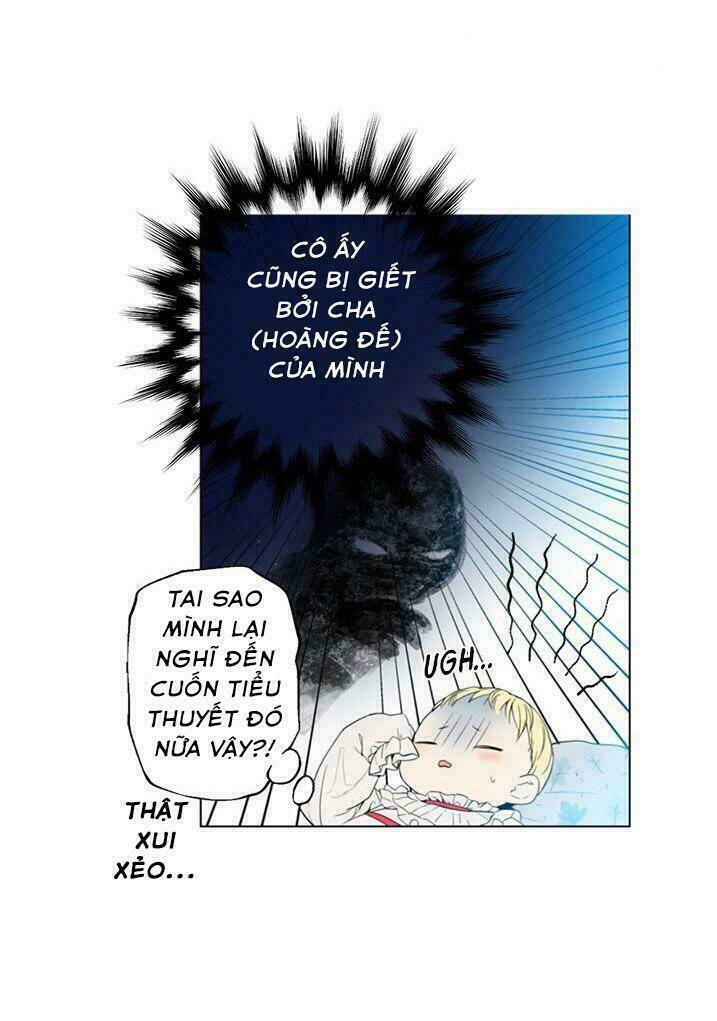 CÔ ẤY
CŨNG BỊ GIẾT
BỞI CHA
(HOÀNG ĐẾ)
CỦA MÌNH
UGH...
TAI SAO
MÌNH LẠI
NGHĨ ĐẾN
CUỐN TIỂU
THUYẾT ĐÓ
NỮA VẬY?!
THẬT
XUI
XẺO...